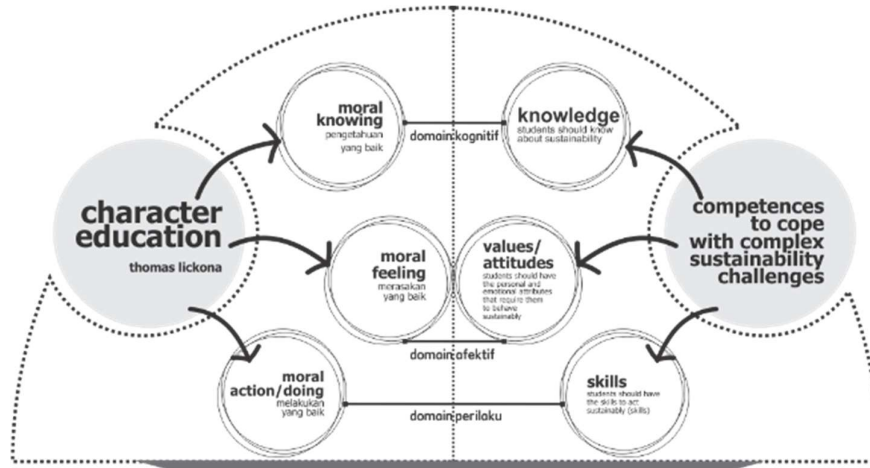 moral
knowing
pengetahuan
yang baik
knowledge
students should know
about sustainability
domain kognitif
character
education
thomas lickona
competences
to cope
with complex
sustainability
challenges
moral
feeling
merasakan
yang baik
values/
attitudes
students should have
the personal and
emotional attributes
that require them
to behave
sustainably
domain afektif
moral
action/doing
melakukan
yang baik
skills
students should have
the skills to act
sustainably (skills)
domain perilaku